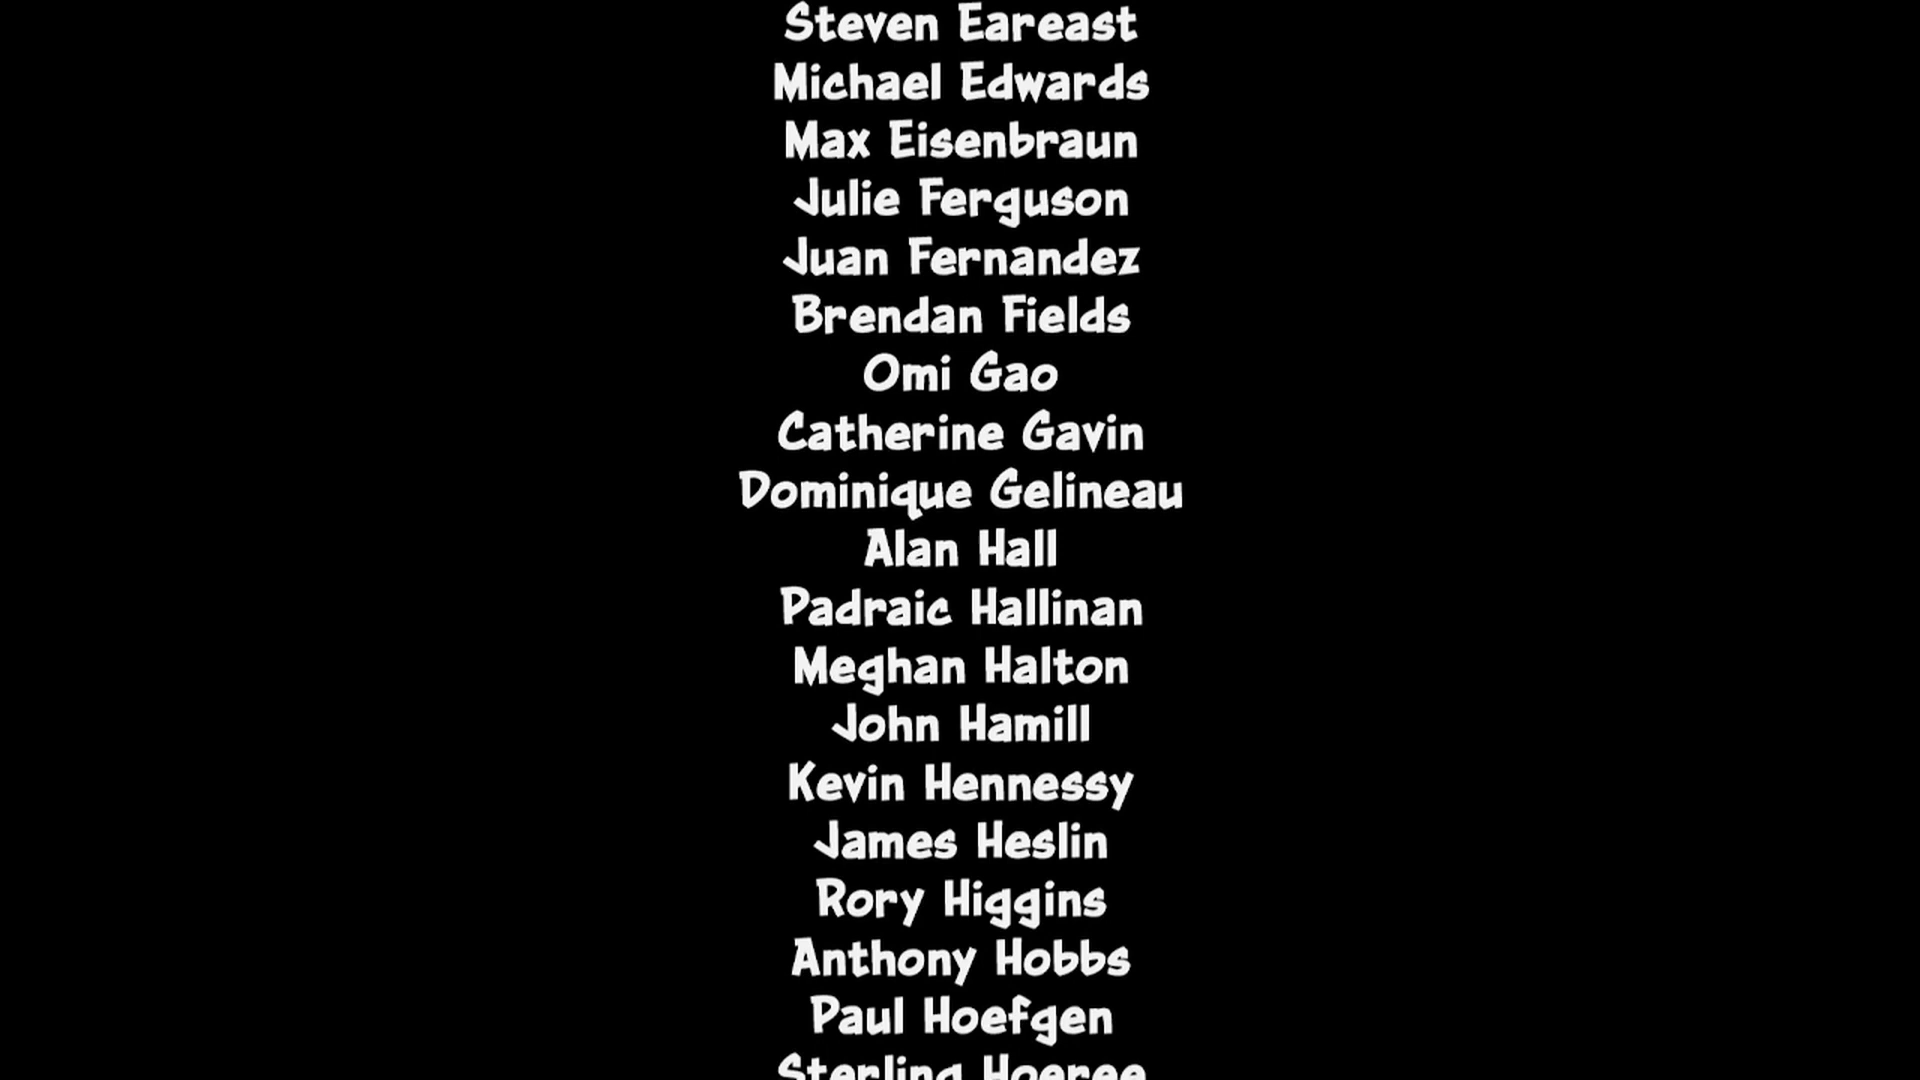 Steven Eareast
Michael Edwards
Max Eisenbraun
Julie Ferguson
Juan Fernandez
Brendan Fields
Omi Gao
Catherine Gavin
Dominique Gelineau
Alan Hall
Padraic Hallinan
Meghan Halton
John Hamill
Kevin Hennessy
James Heslin
Rory Higgins
Anthony Hobbs
Paul Hoefgen
Sterling Hoeree